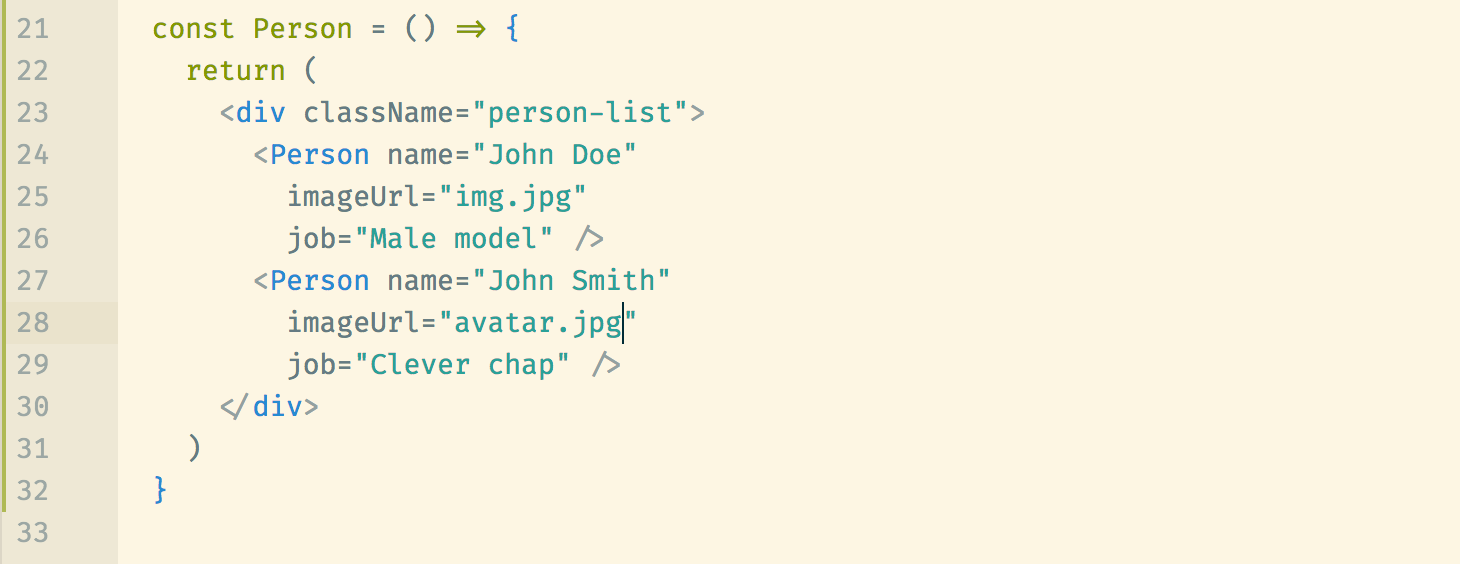 21 const Person = () => {
22 return (
23 <div className="person-list">
24 <Person name="John Doe"
25 imageUrl="img.jpg"
26 job="Male model" />
27 <Person name="John Smith"
28 imageUrl="avatar.jpg"
29 job="Clever chap" />
30 </div>
31 )
32 }
33